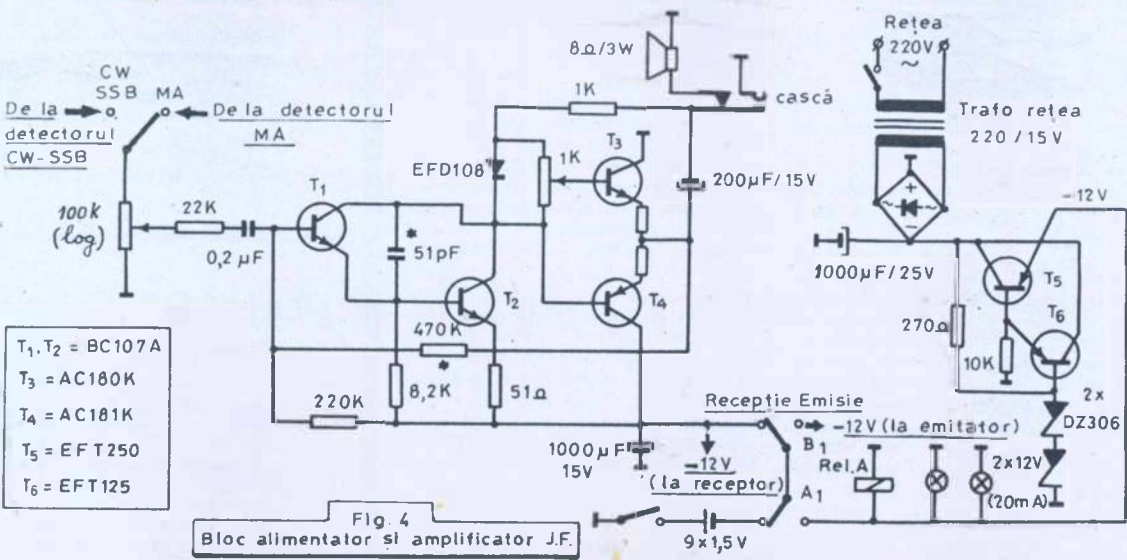 CW
SSB
MA
De la
detectorul
CW-SSB
De la detectorul
MA
100k
(log)
22K
0,2 µF
T1
*
51pF
T2
470K
*
8,2K
51Ω
220K
EFD108
1K
1K
T3
T4
8Ω/3W
cască
200µF/15V
Rețea
220V
~
Trafo rețea
220/15V
+
~
~
−
-12V
1000µF/25V
T5
T6
270Ω
10K
2x
DZ306
2x12V
(20mA)
Receptie Emisie
-12V (la emitator)
B1
Rel.A
A1
1000µF
15V
-12V
(la receptor)
9x1,5V
T1, T2 = BC107A
T3 = AC180K
T4 = AC181K
T5 = EFT250
T6 = EFT125
Fig. 4
Bloc alimentator si amplificator J.F.